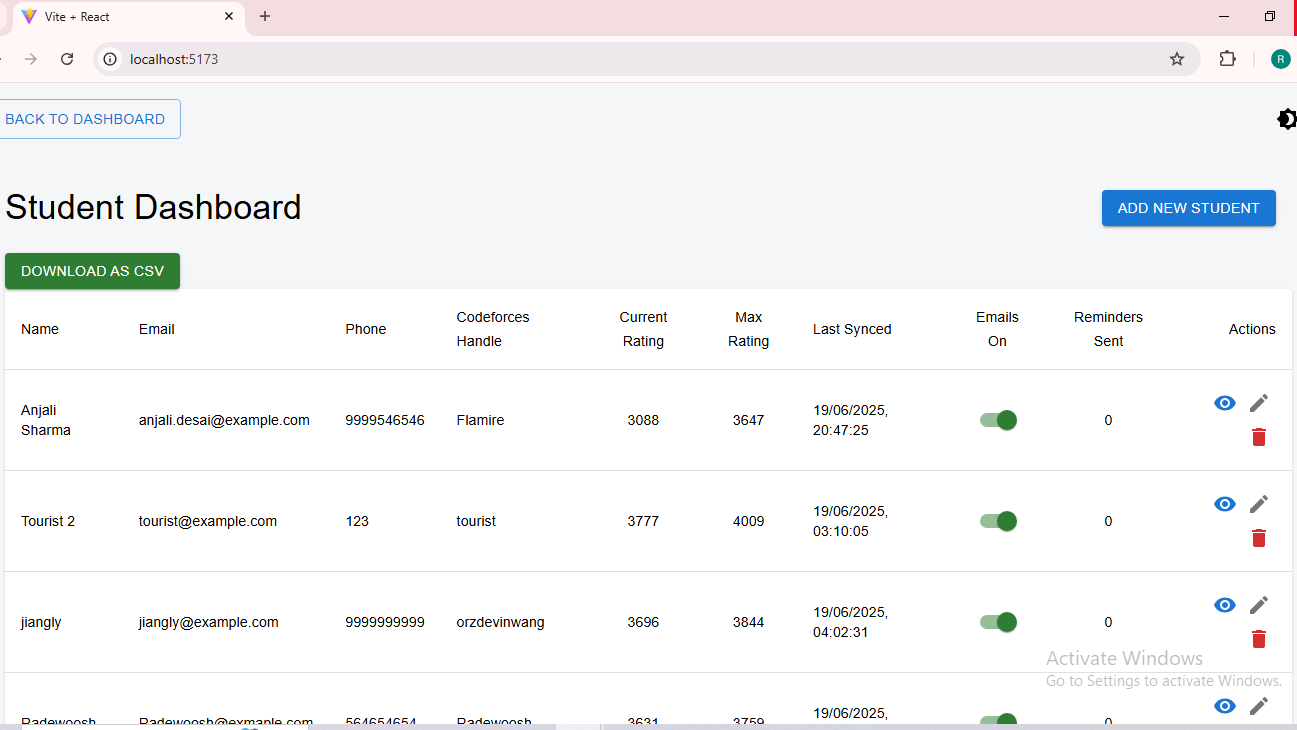 Vite + React
localhost:5173
R
BACK TO DASHBOARD
Student Dashboard
ADD NEW STUDENT
DOWNLOAD AS CSV
Name Email Phone Codeforces Handle Current Rating Max Rating Last Synced Emails On Reminders Sent Actions
Anjali Sharma anjali.desai@example.com 9999546546 Flamire 3088 3647 19/06/2025, 20:47:25 0
Tourist 2 tourist@example.com 123 tourist 3777 4009 19/06/2025, 03:10:05 0
jiangly jiangly@example.com 9999999999 orzdevinwang 3696 3844 19/06/2025, 04:02:31 0
Activate Windows
Go to Settings to activate Windows.
Radewoosh Radewoosh@exmaple.com 564654654 Radewoosh 3631 3759 19/06/2025, 0